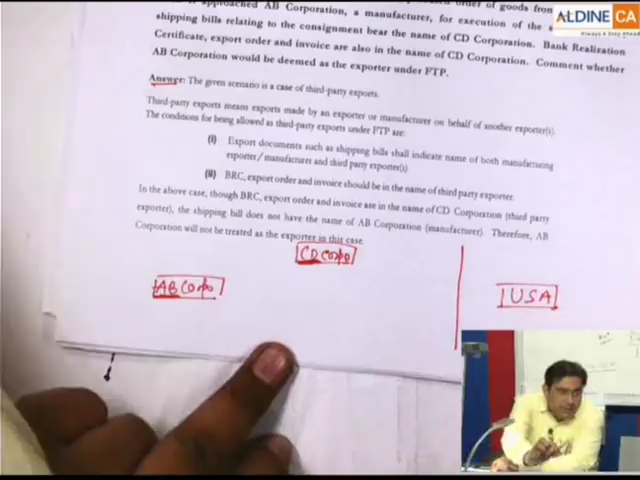 approached AB Corporation, a manufacturer, for execution of the
order of goods from
shipping bills relating to the consignment bear the name of CD Corporation. Bank Realization
Certificate, export order and invoice are also in the name of CD Corporation. Comment whether
AB Corporation would be deemed as the exporter under FTP.
Answer: The given scenario is a case of third-party exports.
Third-party exports means exports made by an exporter or manufacturer on behalf of another exporter(s).
The conditions for being allowed as third-party exports under FTP are:
(i) Export documents such as shipping bills shall indicate name of both manufacturing
exporter/manufacturer and third party exporter(s)
(ii) BRC, export order and invoice should be in the name of third party exporter.
In the above case, though BRC, export order and invoice are in the name of CD Corporation (third party
exporter), the shipping bill does not have the name of AB Corporation (manufacturer). Therefore, AB
Corporation will not be treated as the exporter in this case.
CD Corpo
AB Corpo
USA
ALDINE CA
Always a Step Ahead